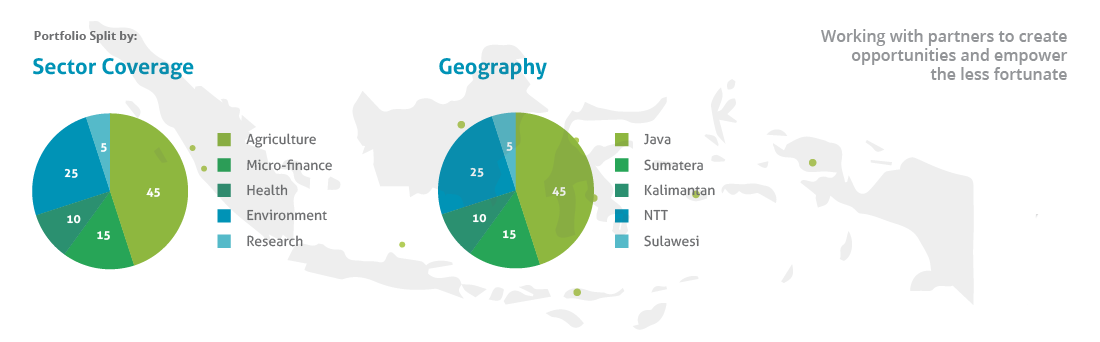 Portfolio Split by:
Sector Coverage
5
25
45
10
15
Agriculture
Micro-finance
Health
Environment
Research
Geography
5
25
45
10
15
Java
Sumatera
Kalimantan
NTT
Sulawesi
Working with partners to create
opportunities and empower
the less fortunate